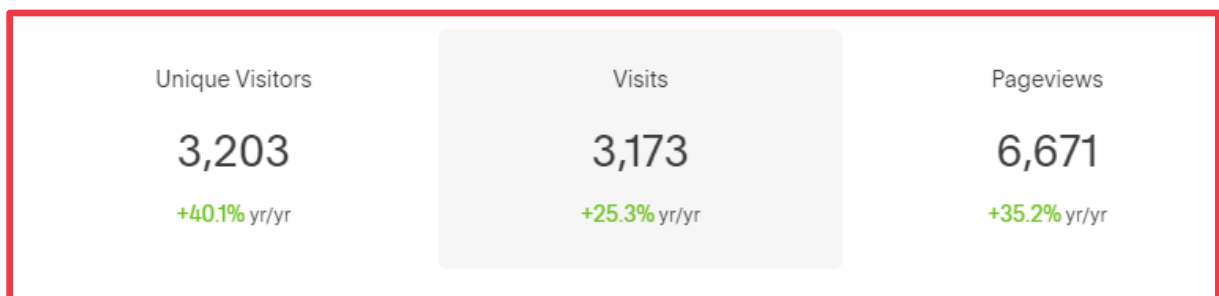 Unique Visitors
3,203
+40.1% yr/yr
Visits
3,173
+25.3% yr/yr
Pageviews
6,671
+35.2% yr/yr